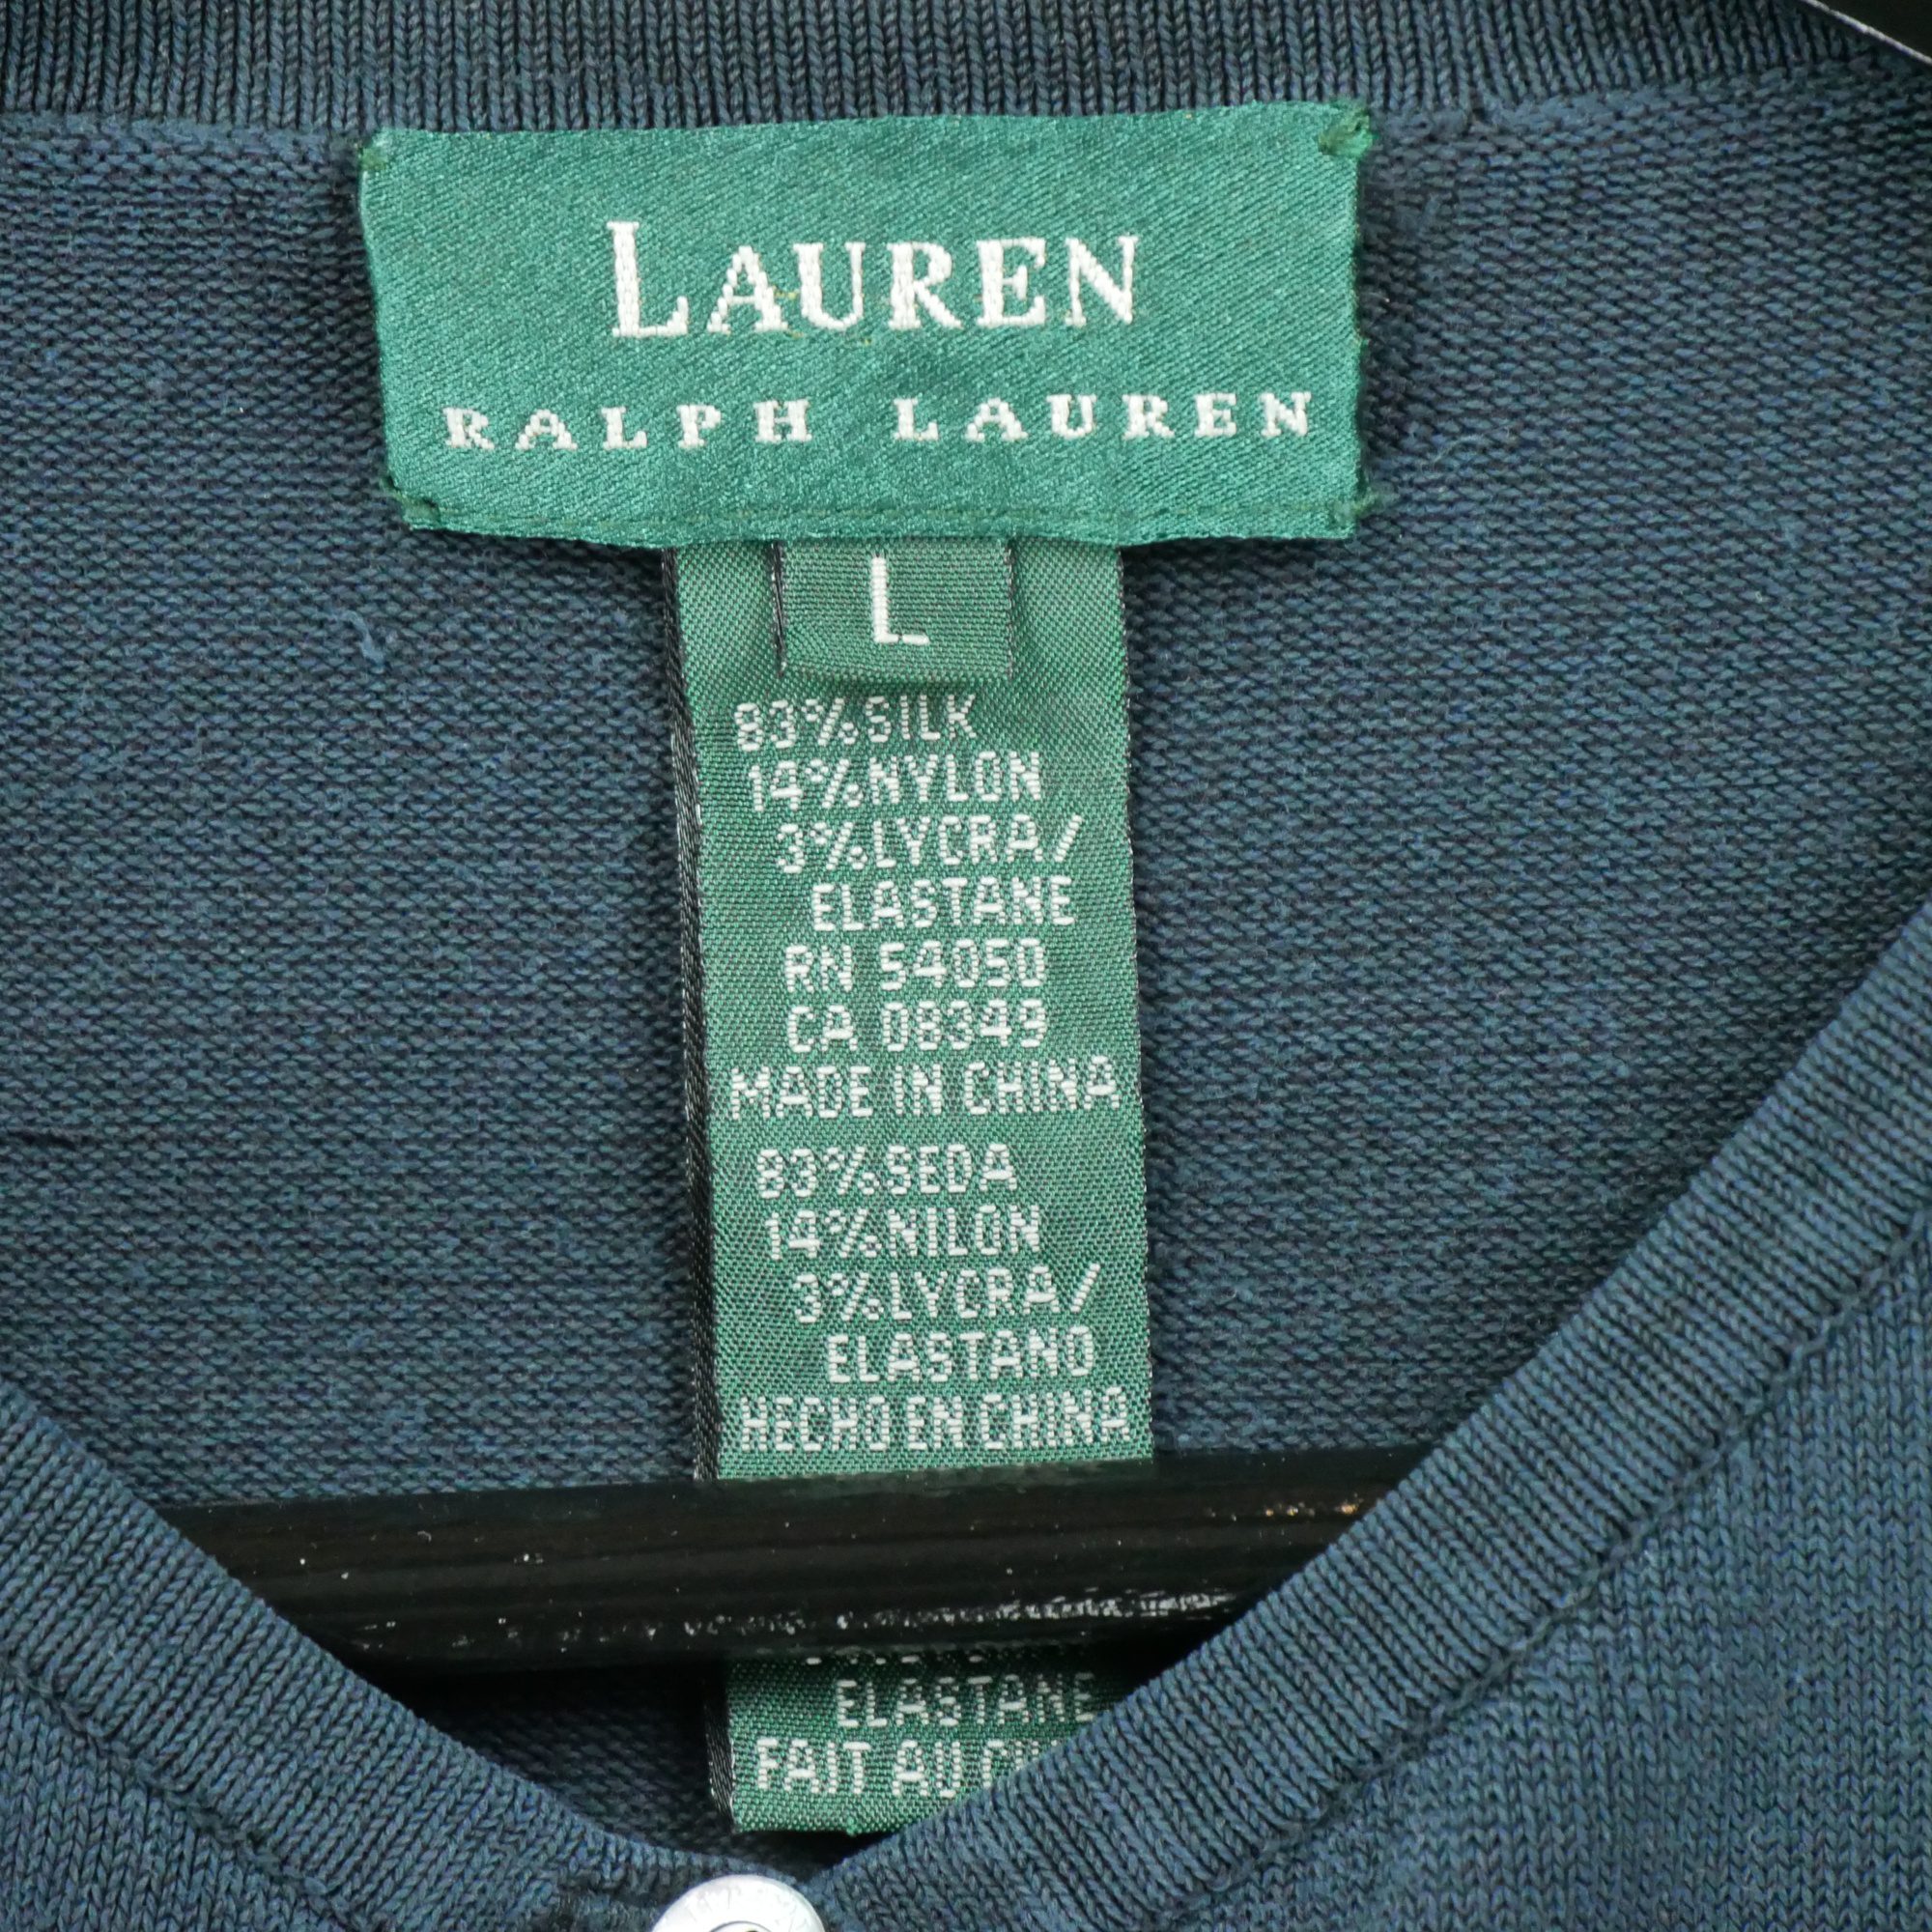 LAUREN
RALPH LAUREN
L
83%SILK
14%NYLON
3%LYCRA/
ELASTANE
RN 54050
CA 08349
MADE IN CHINA
83%SEDA
14%NILON
3%LYCRA/
ELASTANO
HECHO EN CHINA
ELASTANE
FAIT AU